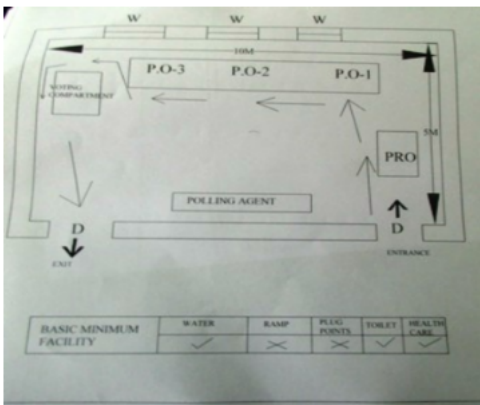 W W W
10M
P.O-3 P.O-2 P.O-1
VOTING
COMPARTMENT
5M
PRO
POLLING AGENT
D D
EXIT ENTRANCE
BASIC MINIMUM FACILITY WATER RAMP PLUG POINTS TOILET HEALTH CARE